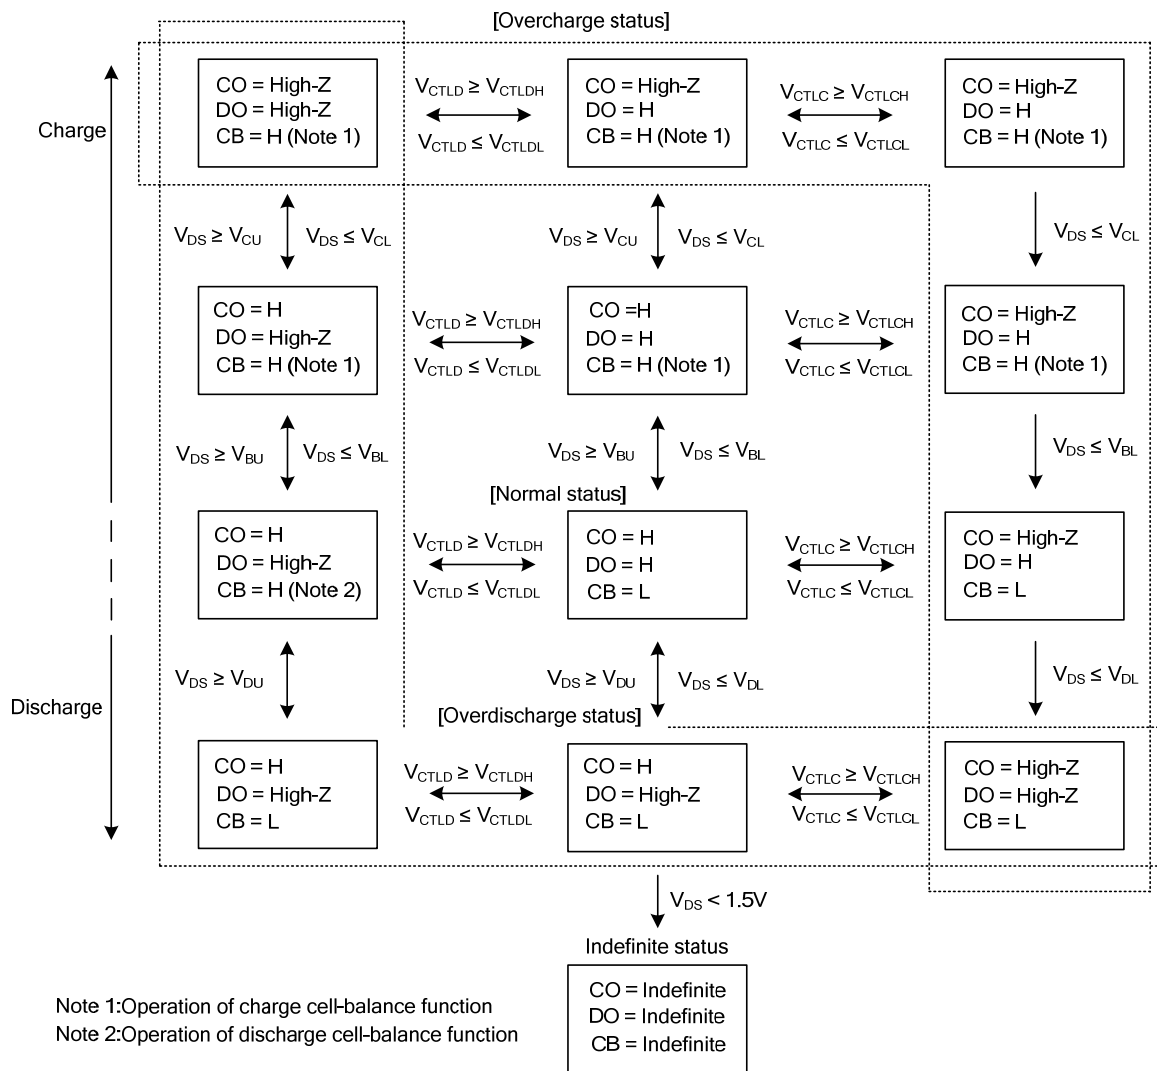 [Overcharge status]
Charge
CO = High-Z
DO = High-Z
CB = H (Note 1)
VCTLD ≥ VCTLDH
VCTLD ≤ VCTLDL
CO = High-Z
DO = H
CB = H (Note 1)
VCTLC ≥ VCTLCH
VCTLC ≤ VCTLCL
CO = High-Z
DO = H
CB = H (Note 1)
VDS ≥ VCU
VDS ≤ VCL
VDS ≥ VCU
VDS ≤ VCL
VDS ≤ VCL
CO = H
DO = High-Z
CB = H (Note 1)
VCTLD ≥ VCTLDH
VCTLD ≤ VCTLDL
CO =H
DO = H
CB = H (Note 1)
VCTLC ≥ VCTLCH
VCTLC ≤ VCTLCL
CO = High-Z
DO = H
CB = H (Note 1)
VDS ≥ VBU
VDS ≤ VBL
VDS ≥ VBU
VDS ≤ VBL
VDS ≤ VBL
[Normal status]
CO = H
DO = High-Z
CB = H (Note 2)
VCTLD ≥ VCTLDH
VCTLD ≤ VCTLDL
CO = H
DO = H
CB = L
VCTLC ≥ VCTLCH
VCTLC ≤ VCTLCL
CO = High-Z
DO = H
CB = L
Discharge
VDS ≥ VDU
VDS ≥ VDU
VDS ≤ VDL
VDS ≤ VDL
[Overdischarge status]
CO = H
DO = High-Z
CB = L
VCTLD ≥ VCTLDH
VCTLD ≤ VCTLDL
CO = H
DO = High-Z
CB = L
VCTLC ≥ VCTLCH
VCTLC ≤ VCTLCL
CO = High-Z
DO = High-Z
CB = L
VDS < 1.5V
Indefinite status
CO = Indefinite
DO = Indefinite
CB = Indefinite
Note 1:Operation of charge cell-balance function
Note 2:Operation of discharge cell-balance function